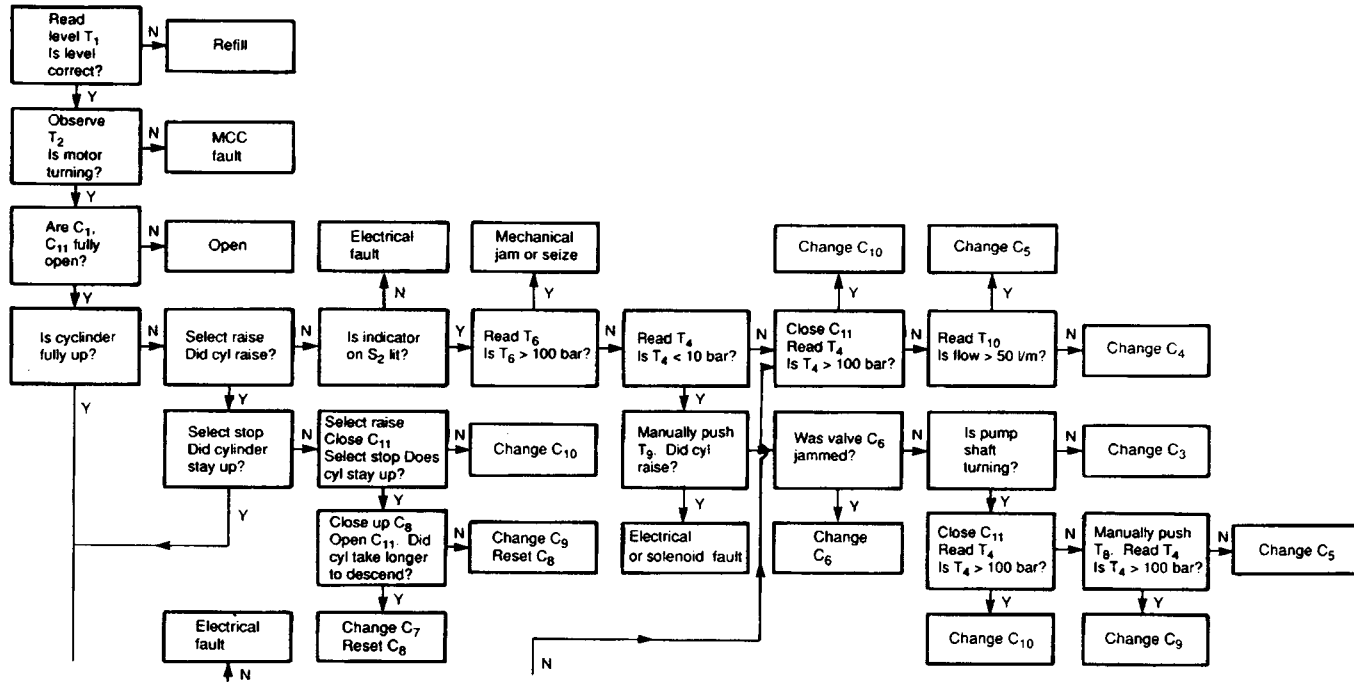 Read
level T1
Is level
correct?
N
Refill
Y
Observe
T2
Is motor
turning?
N
MCC
fault
Y
Are C1,
C11 fully
open?
N
Open
Electrical
fault
Mechanical
jam or seize
Change C10
Change C5
Y
N
Y
Y
Y
Is cyclinder
fully up?
N
Select raise
Did cyl raise?
N
Is indicator
on S2 lit?
Y
Read T6
Is T6 > 100 bar?
N
Read T4
Is T4 < 10 bar?
N
Close C11
Read T4
Is T4 > 100 bar?
N
Read T10
Is flow > 50 l/m?
N
Change C4
Y
Y
Y
Select stop
Did cylinder
stay up?
N
Select raise
Close C11
Select stop Does
cyl stay up?
N
Change C10
Manually push
T9. Did cyl
raise?
N
Was valve C6
jammed?
N
Is pump
shaft
turning?
N
Change C3
Y
Y
Y
Y
Y
Close up C8
Open C11. Did
cyl take longer
to descend?
N
Change C9
Reset C8
Electrical
or solenoid fault
Change
C6
Close C11
Read T4
Is T4 > 100 bar?
N
Manually push
T8. Read T4
Is T4 > 100 bar?
N
Change C5
Y
Y
Y
Electrical
fault
Change C7
Reset C8
Change C10
Change C9
N
N